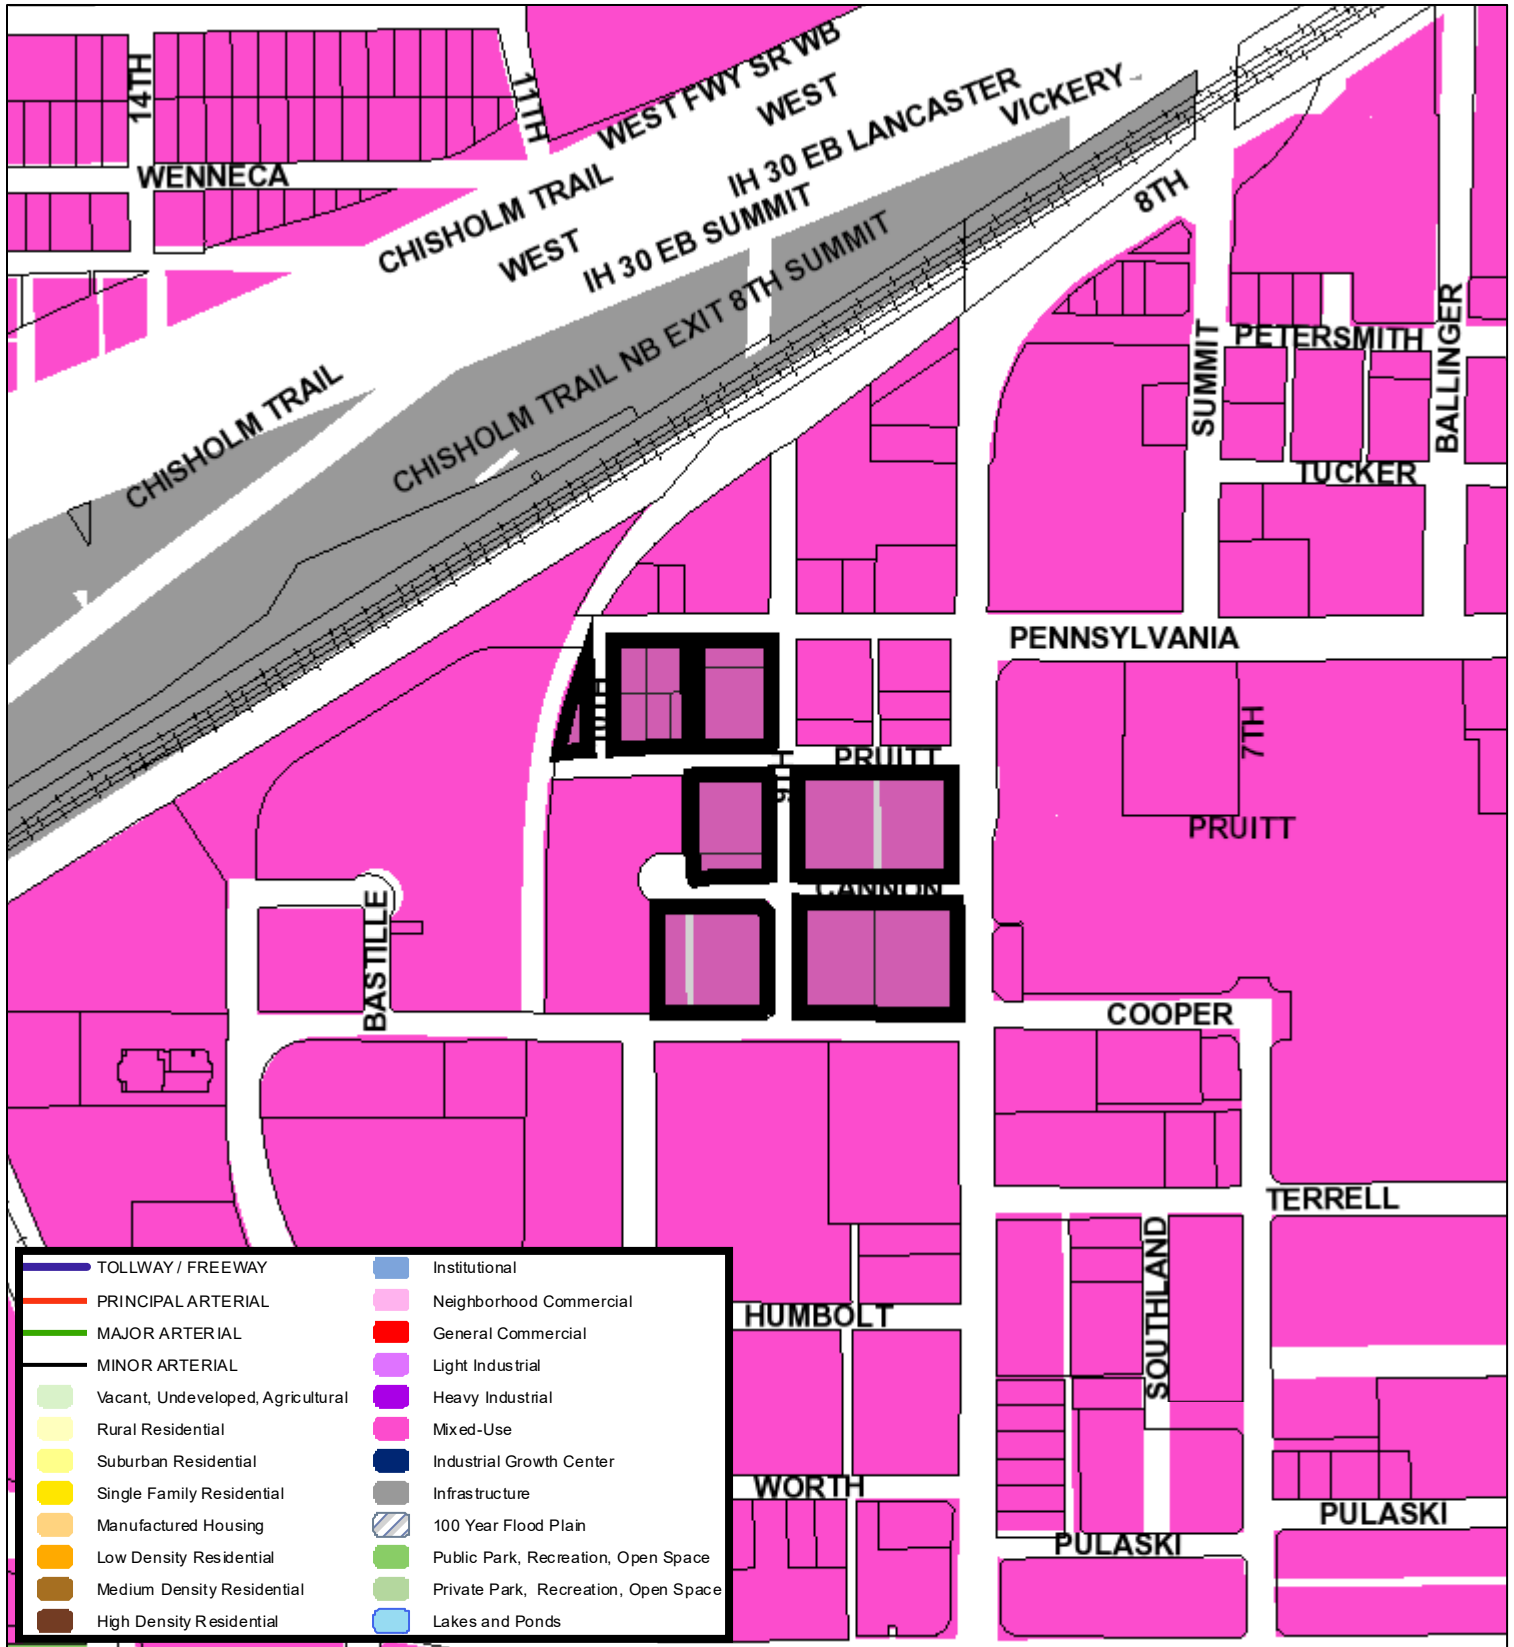 14TH
11TH
WEST FWY SR WB
WEST
IH 30 EB LANCASTER
VICKERY
WENNECA
CHISHOLM TRAIL
WEST
IH 30 EB SUMMIT
8TH
CHISHOLM TRAIL NB EXIT 8TH SUMMIT
CHISHOLM TRAIL
SUMMIT
PETERSMITH
BALLINGER
TUCKER
PENNSYLVANIA
10TH
7TH
PRUITT
9TH
PRUITT
CANNON
BASTILLE
COOPER
TERRELL
SOUTHLAND
HUMBOLT
WORTH
PULASKI
PULASKI
TOLLWAY / FREEWAY
PRINCIPAL ARTERIAL
MAJOR ARTERIAL
MINOR ARTERIAL
Vacant, Undeveloped, Agricultural
Rural Residential
Suburban Residential
Single Family Residential
Manufactured Housing
Low Density Residential
Medium Density Residential
High Density Residential
Institutional
Neighborhood Commercial
General Commercial
Light Industrial
Heavy Industrial
Mixed-Use
Industrial Growth Center
Infrastructure
100 Year Flood Plain
Public Park, Recreation, Open Space
Private Park, Recreation, Open Space
Lakes and Ponds